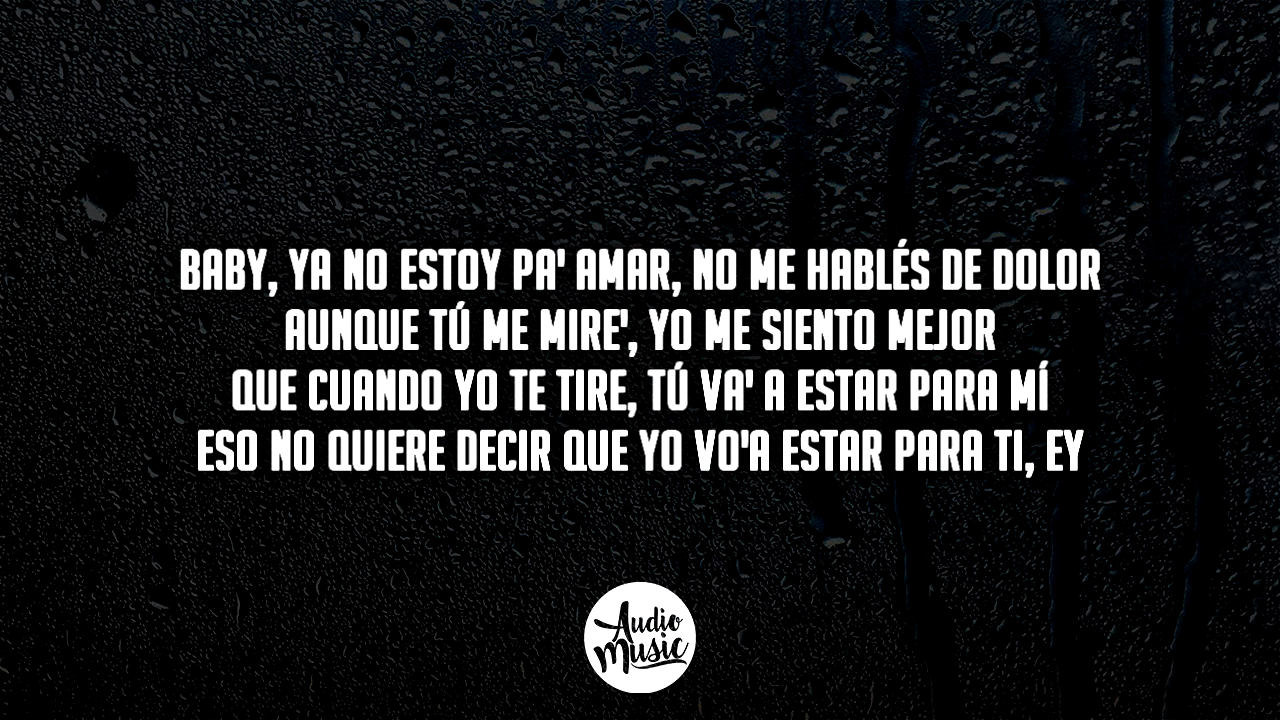 BABY, YA NO ESTOY PA' AMAR, NO ME HABLÉS DE DOLOR
AUNQUE TÚ ME MIRE', YO ME SIENTO MEJOR
QUE CUANDO YO TE TIRE, TÚ VA' A ESTAR PARA MÍ
ESO NO QUIERE DECIR QUE YO VO'A ESTAR PARA TI, EY
Audio
Music